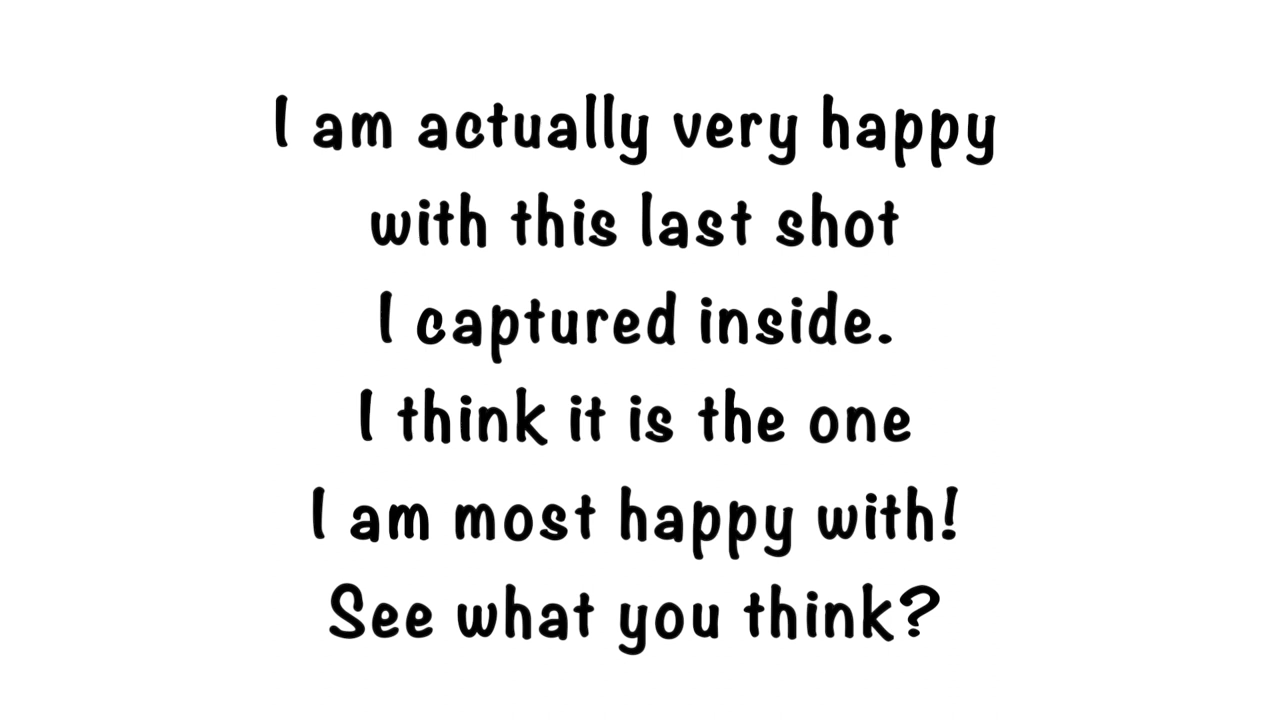 I am actually very happy
with this last shot
I captured inside.
I think it is the one
I am most happy with!
See what you think?